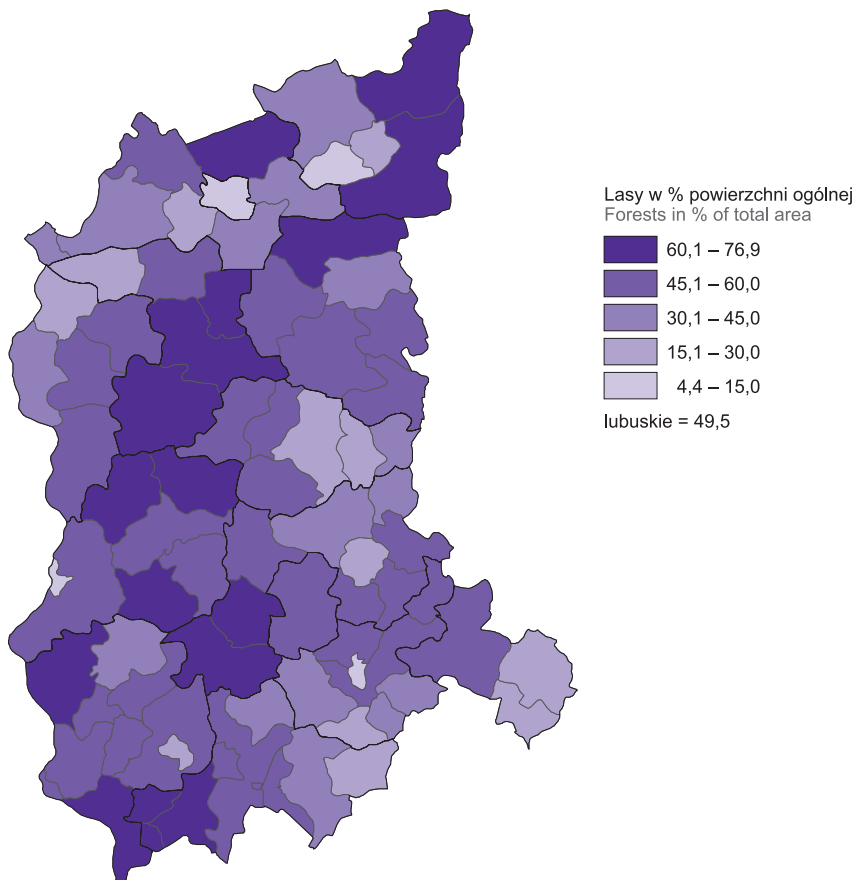 Lasy w % powierzchni ogólnej
Forests in % of total area
60,1 – 76,9
45,1 – 60,0
30,1 – 45,0
15,1 – 30,0
4,4 – 15,0
lubuskie = 49,5